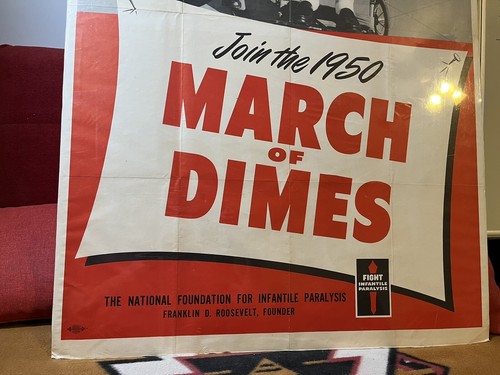 Join the 1950
MARCH
OF
DIMES
FIGHT
INFANTILE
PARALYSIS
THE NATIONAL FOUNDATION FOR INFANTILE PARALYSIS
FRANKLIN D. ROOSEVELT, FOUNDER